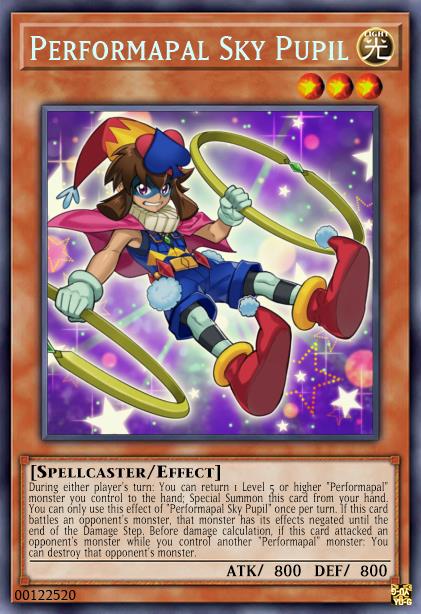 PERFORMAPAL SKY PUPIL
LIGHT
光
[SPELLCASTER/EFFECT]
During either player's turn: You can return 1 Level 5 or higher "Performapal"
monster you control to the hand; Special Summon this card from your hand.
You can only use this effect of "Performapal Sky Pupil" once per turn. If this card
battles an opponent's monster, that monster has its effects negated until the
end of the Damage Step. Before damage calculation, if this card attacked an
opponent's monster while you control another "Performapal" monster: You
can destroy that opponent's monster.
ATK/ 800 DEF/ 800
00122520